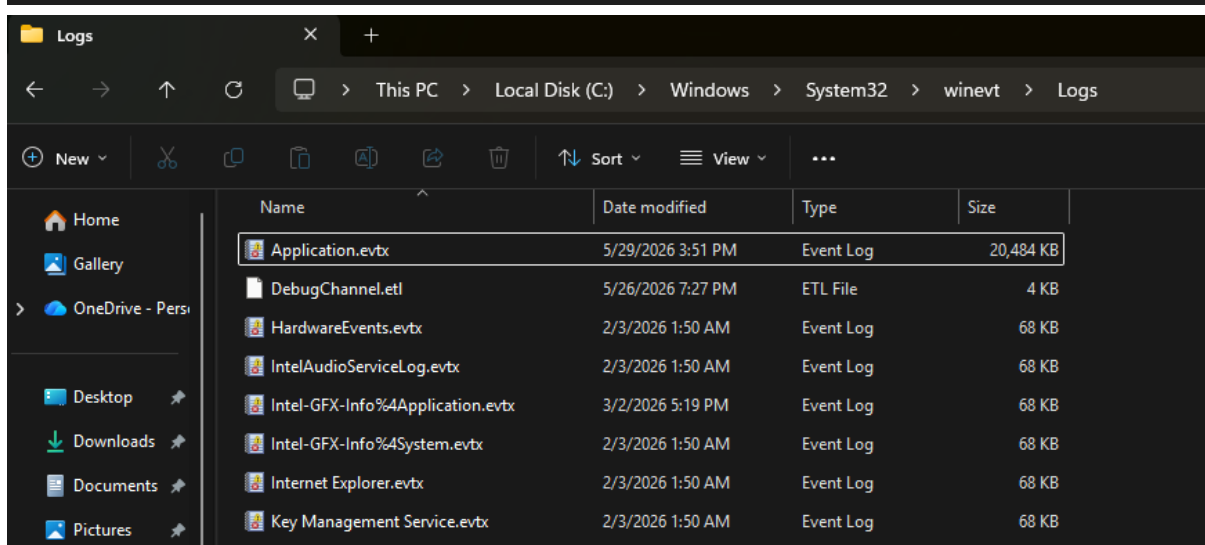 Logs
This PC > Local Disk (C:) > Windows > System32 > winevt > Logs
New Sort View
Name Date modified Type Size
Home
Gallery
OneDrive - Pers
Desktop
Downloads
Documents
Pictures
Application.evtx 5/29/2026 3:51 PM Event Log 20,484 KB
DebugChannel.etl 5/26/2026 7:27 PM ETL File 4 KB
HardwareEvents.evtx 2/3/2026 1:50 AM Event Log 68 KB
IntelAudioServiceLog.evtx 2/3/2026 1:50 AM Event Log 68 KB
Intel-GFX-Info%4Application.evtx 3/2/2026 5:19 PM Event Log 68 KB
Intel-GFX-Info%4System.evtx 2/3/2026 1:50 AM Event Log 68 KB
Internet Explorer.evtx 2/3/2026 1:50 AM Event Log 68 KB
Key Management Service.evtx 2/3/2026 1:50 AM Event Log 68 KB